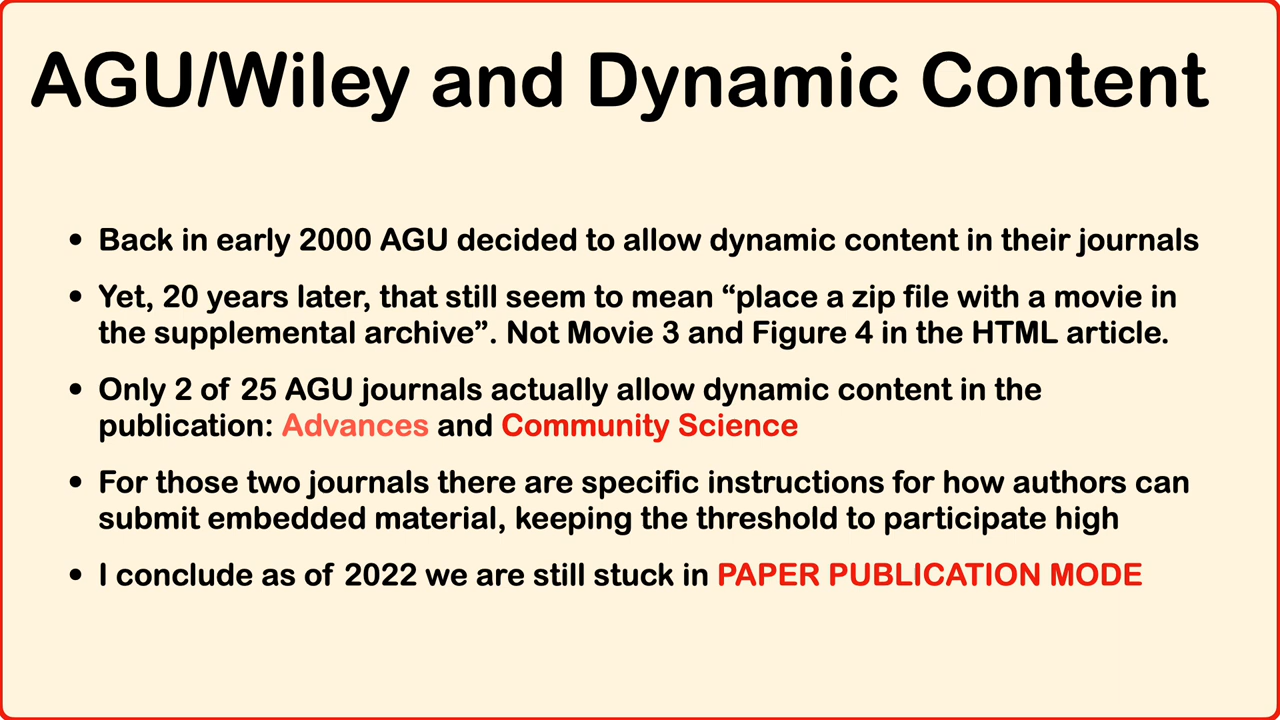 AGU/Wiley and Dynamic Content
• Back in early 2000 AGU decided to allow dynamic content in their journals
• Yet, 20 years later, that still seem to mean “place a zip file with a movie in
the supplemental archive”. Not Movie 3 and Figure 4 in the HTML article.
• Only 2 of 25 AGU journals actually allow dynamic content in the
publication: Advances and Community Science
• For those two journals there are specific instructions for how authors can
submit embedded material, keeping the threshold to participate high
• I conclude as of 2022 we are still stuck in PAPER PUBLICATION MODE